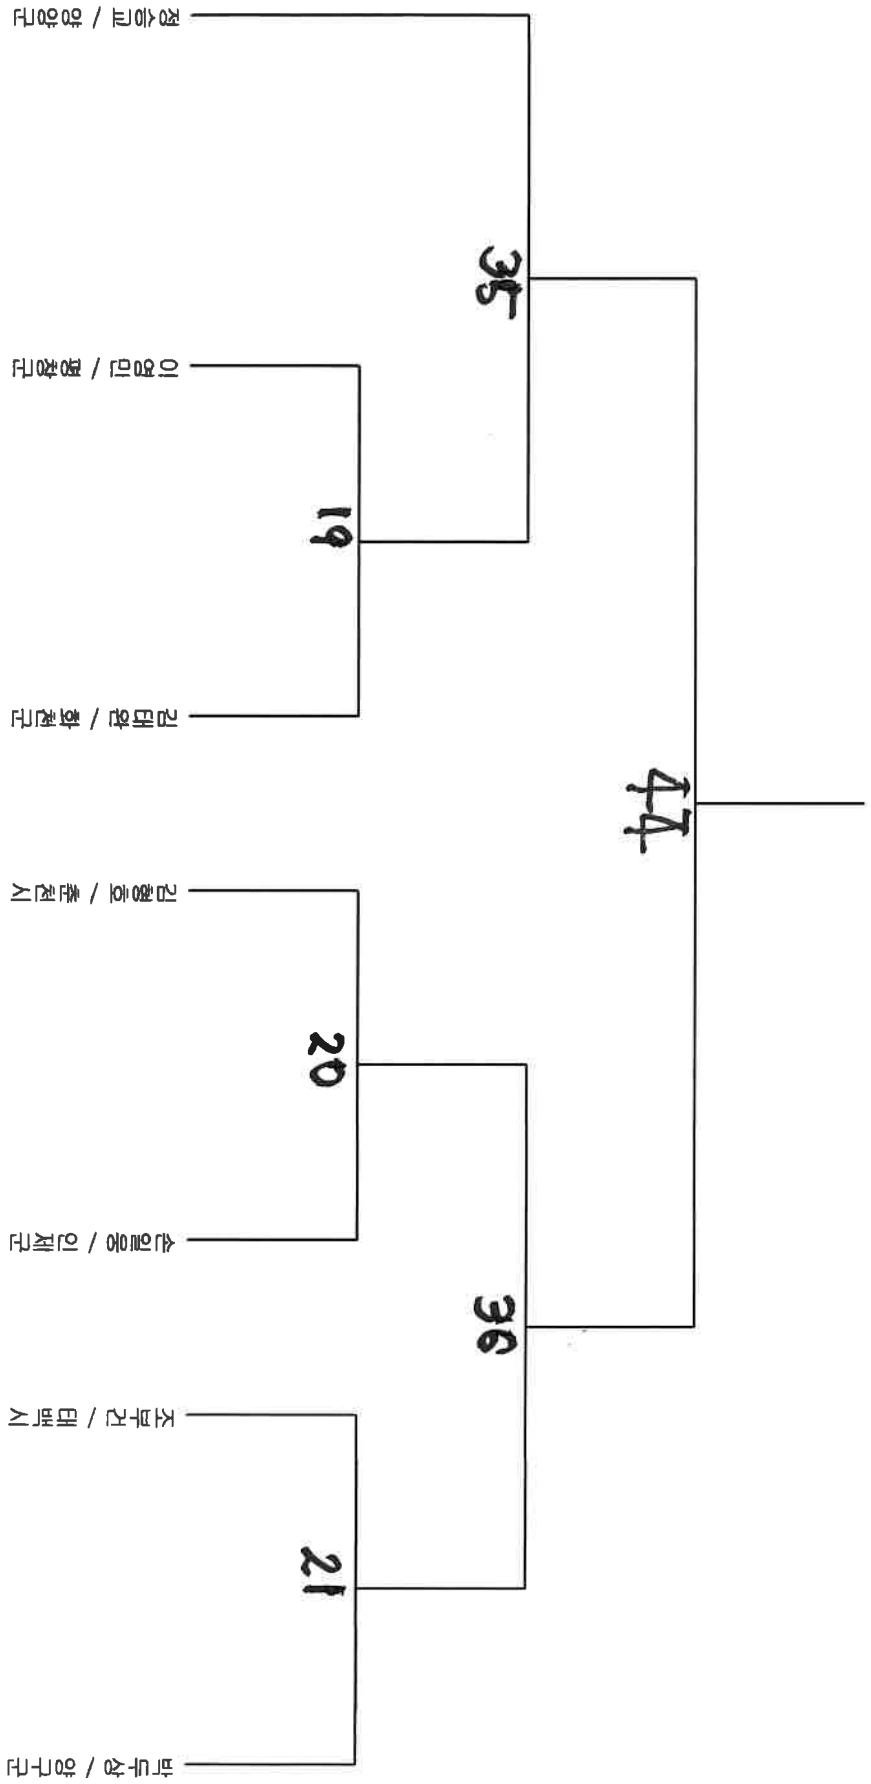 정승교 / 양양군
35
이영민 / 평창군
19
김태완 / 화천군
44
김형호 / 춘천시
20
손일웅 / 인제군
36
조부건 / 태백시
21
박두상 / 양구군